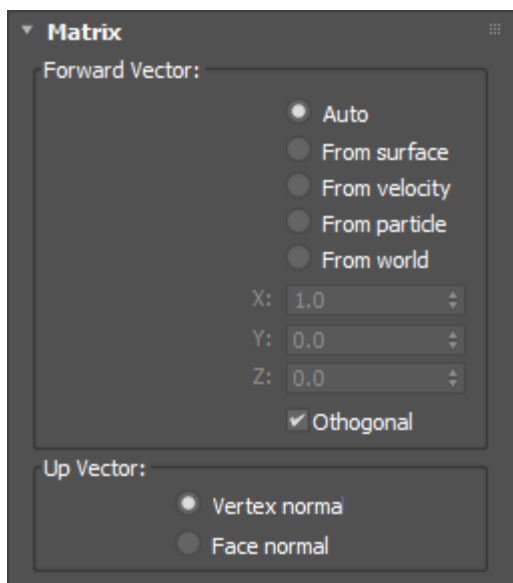 Matrix
Forward Vector:
Auto
From surface
From velocity
From particle
From world
X: 1.0
Y: 0.0
Z: 0.0
Othogonal
Up Vector:
Vertex norma
Face normal